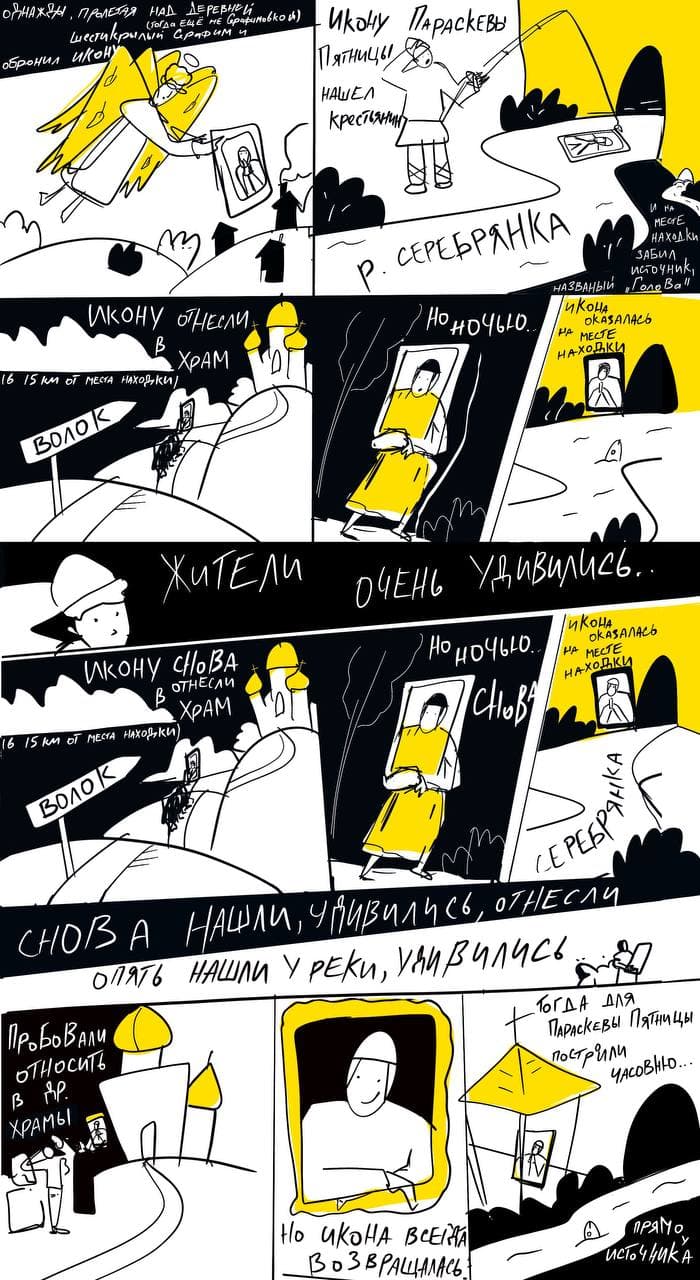 однажды, пролетая над деревней
(тогда ещё не Серафимовкой)
шестикрылый Серафим и
обронил икону
Икону Параскевы
Пятницы
нашел
крестьянин
р. Серебрянка
и на
месте
находки
забил
источник,
названый „Голова"
Икону отнесли
в
храм
(в 15 км от места находки)
Волок
Но ночью...
икона
оказалась
на месте
находки
Жители очень удивились..
Икону снова
отнесли
в храм
(в 15 км от места находки)
Волок
Но ночью...
снова
икона
оказалась
на месте
находки
Серебрянка
Снова нашли, удивились, отнесли
опять нашли у реки, удивились
пробовали
относить
в др.
храмы
но икона всегда
возвращалась.
Тогда для
Параскевы Пятницы
построили
часовню...
прямо
у
источника